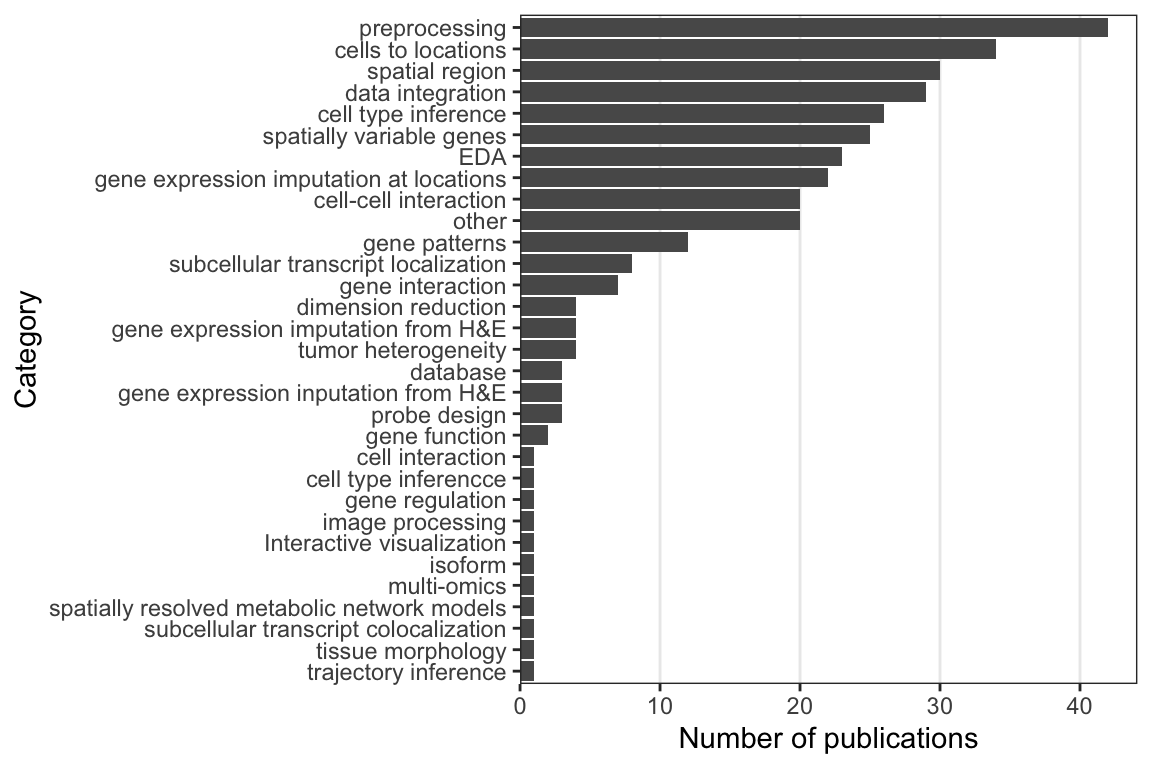 preprocessing
cells to locations
spatial region
data integration
cell type inference
spatially variable genes
EDA
gene expression imputation at locations
cell-cell interaction
other
gene patterns
subcellular transcript localization
gene interaction
dimension reduction
gene expression imputation from H&E
tumor heterogeneity
database
gene expression inputation from H&E
probe design
gene function
cell interaction
cell type inferencce
gene regulation
image processing
Interactive visualization
isoform
multi-omics
spatially resolved metabolic network models
subcellular transcript colocalization
tissue morphology
trajectory inference
Category
0 10 20 30 40
Number of publications